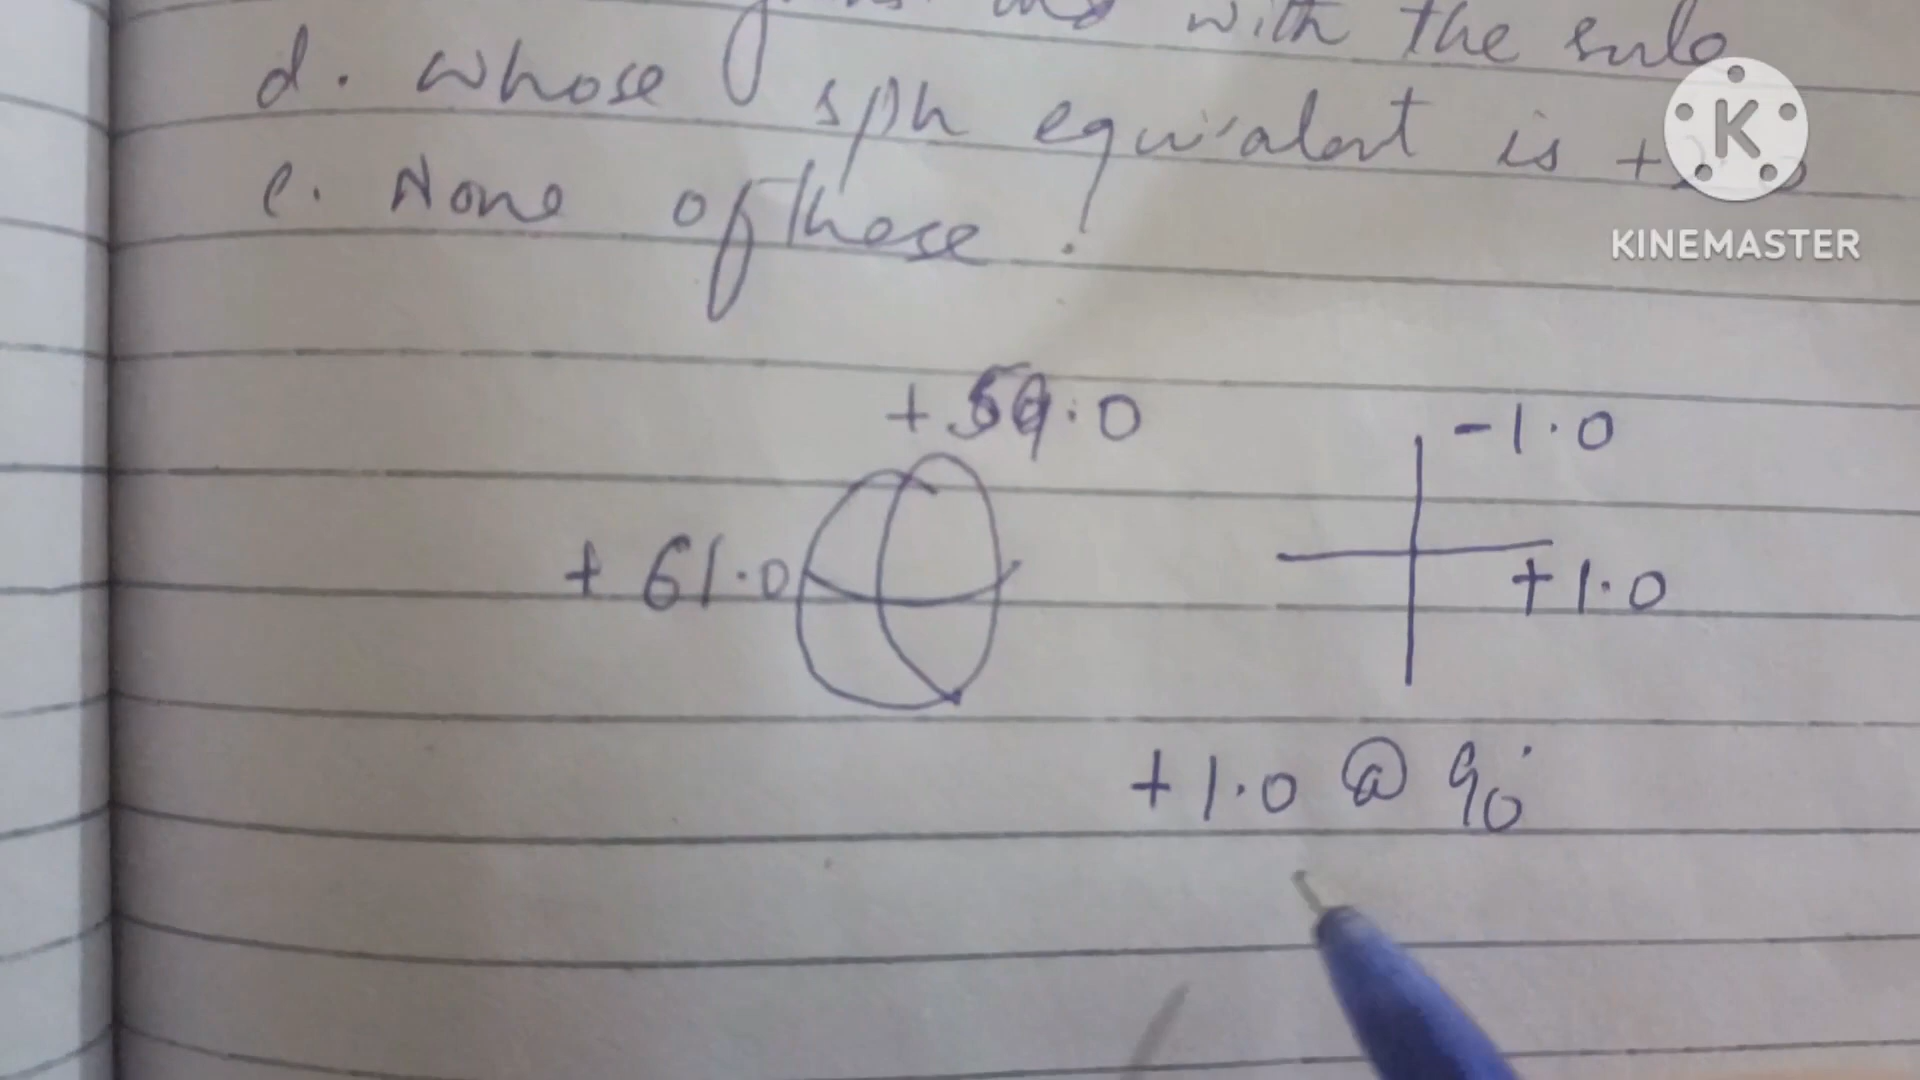 with the rule
d. whose sph equivalent is +
e. None of these!
+59.0
-1.0
+61.0
+1.0
+1.0 @ 90°
K
KINEMASTER